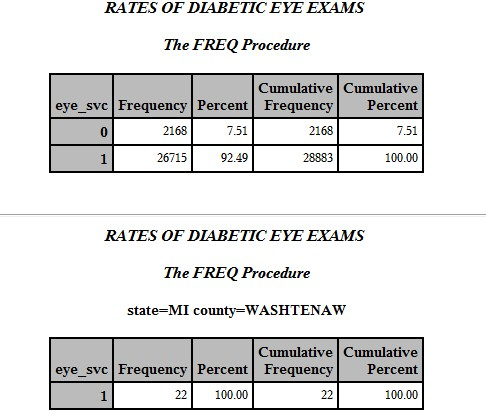 RATES OF DIABETIC EYE EXAMS
The FREQ Procedure
eye_svc Frequency Percent Cumulative Frequency Cumulative Percent
0 2168 7.51 2168 7.51
1 26715 92.49 28883 100.00
RATES OF DIABETIC EYE EXAMS
The FREQ Procedure
state=MI county=WASHTENAW
eye_svc Frequency Percent Cumulative Frequency Cumulative Percent
1 22 100.00 22 100.00